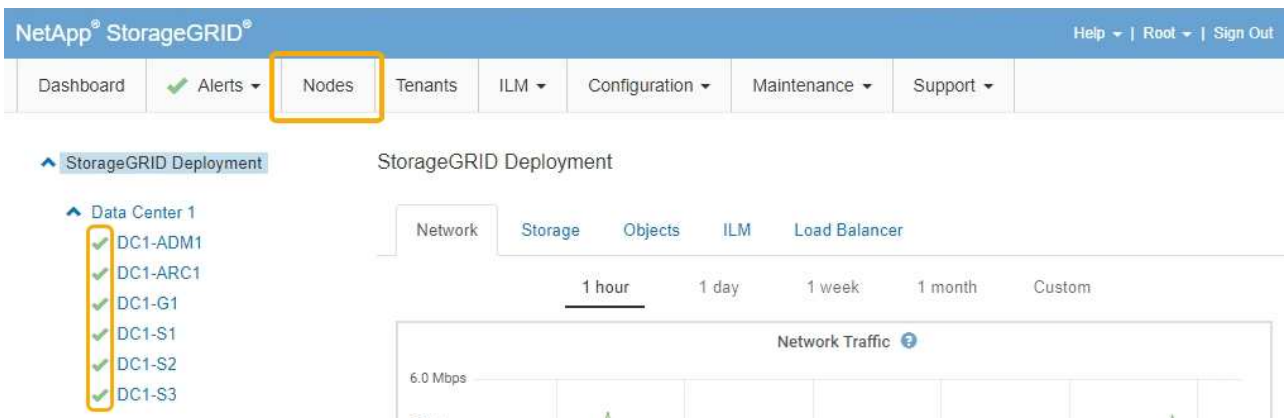 NetApp® StorageGRID®
Help | Root | Sign Out
Dashboard Alerts Nodes Tenants ILM Configuration Maintenance Support
StorageGRID Deployment
Data Center 1
DC1-ADM1
DC1-ARC1
DC1-G1
DC1-S1
DC1-S2
DC1-S3
StorageGRID Deployment
Network Storage Objects ILM Load Balancer
1 hour 1 day 1 week 1 month Custom
Network Traffic
6.0 Mbps